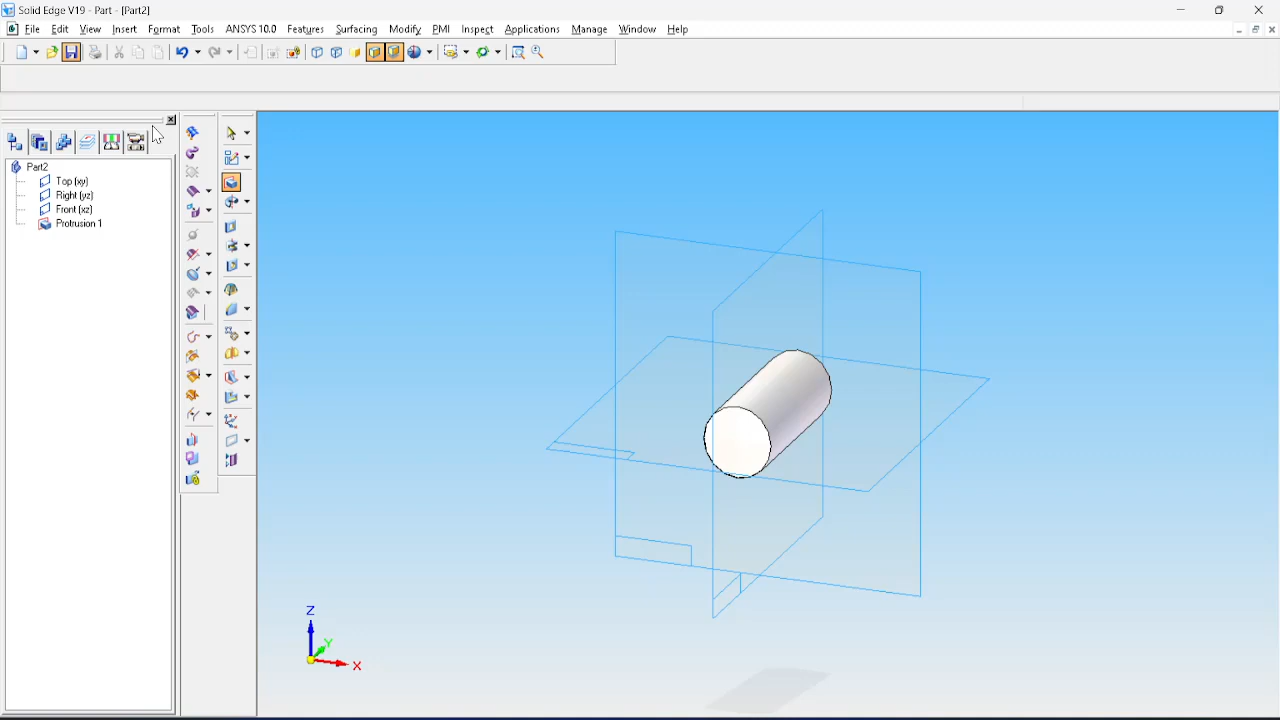 Solid Edge V19 - Part - [Part2]
File Edit View Insert Format Tools ANSYS 10.0 Features Surfacing Modify PMI Inspect Applications Manage Window Help
Part2
Top (xy)
Right (yz)
Front (xz)
Protrusion 1
Z
Y
X